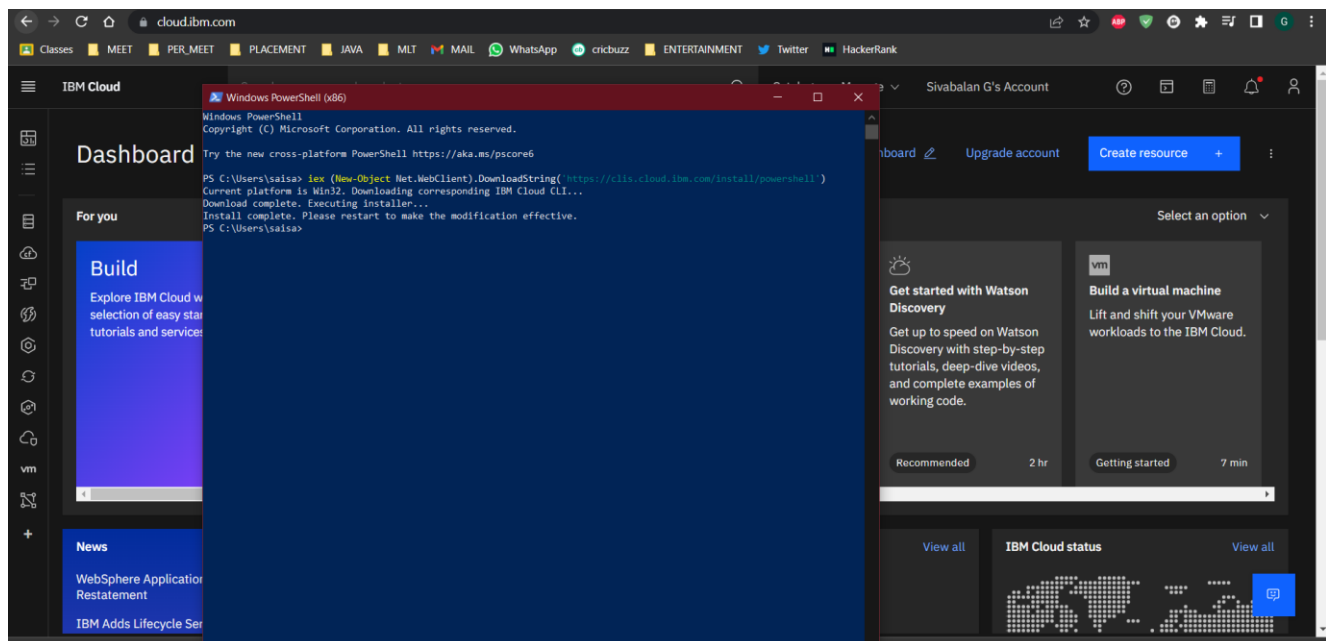 cloud.ibm.com
G
Classes MEET PER_MEET PLACEMENT JAVA MLT MAIL WhatsApp cricbuzz ENTERTAINMENT Twitter HackerRank
IBM Cloud
Sivabalan G's Account
Windows PowerShell (x86)
Windows PowerShell
Copyright (C) Microsoft Corporation. All rights reserved.
Try the new cross-platform PowerShell https://aka.ms/pscore6
PS C:\Users\saisa> iex (New-Object Net.WebClient).DownloadString('https://clis.cloud.ibm.com/install/powershell')
Current platform is Win32. Downloading corresponding IBM Cloud CLI...
Download complete. Executing installer...
Install complete. Please restart to make the modification effective.
PS C:\Users\saisa>
Dashboard
Upgrade account
Create resource +
For you
Select an option
Build
Explore IBM Cloud
selection of easy
tutorials and
Get started with Watson
Discovery
Get up to speed on Watson
Discovery with step-by-step
tutorials, deep-dive videos,
and complete examples of
working code.
Recommended 2 hr
vm
Build a virtual machine
Lift and shift your VMware
workloads to the IBM Cloud.
Getting started 7 min
vm
News
View all
IBM Cloud status
View all
WebSphere
Restatement
IBM Adds Lifecycle